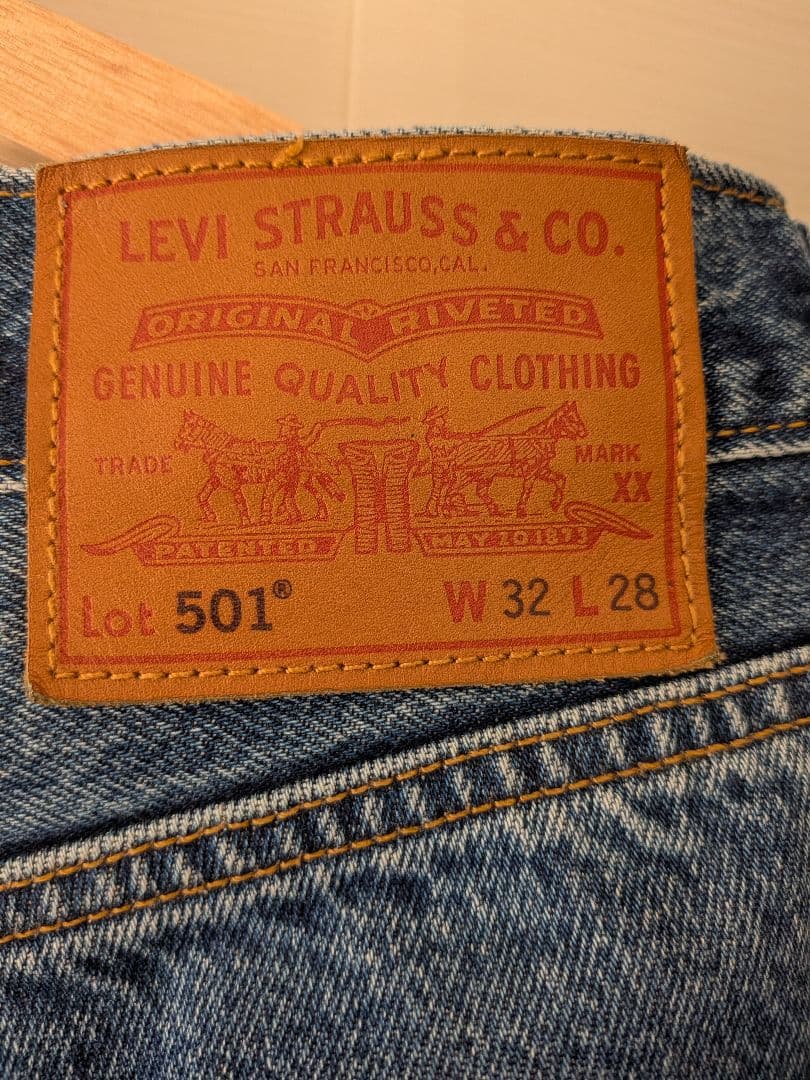 LEVI STRAUSS & CO.
SAN FRANCISCO, CAL.
ORIGINAL RIVETED
GENUINE QUALITY CLOTHING
TRADE MARK
XX
PATENTED MAY 20 1873
Lot 501® W 32 L 28